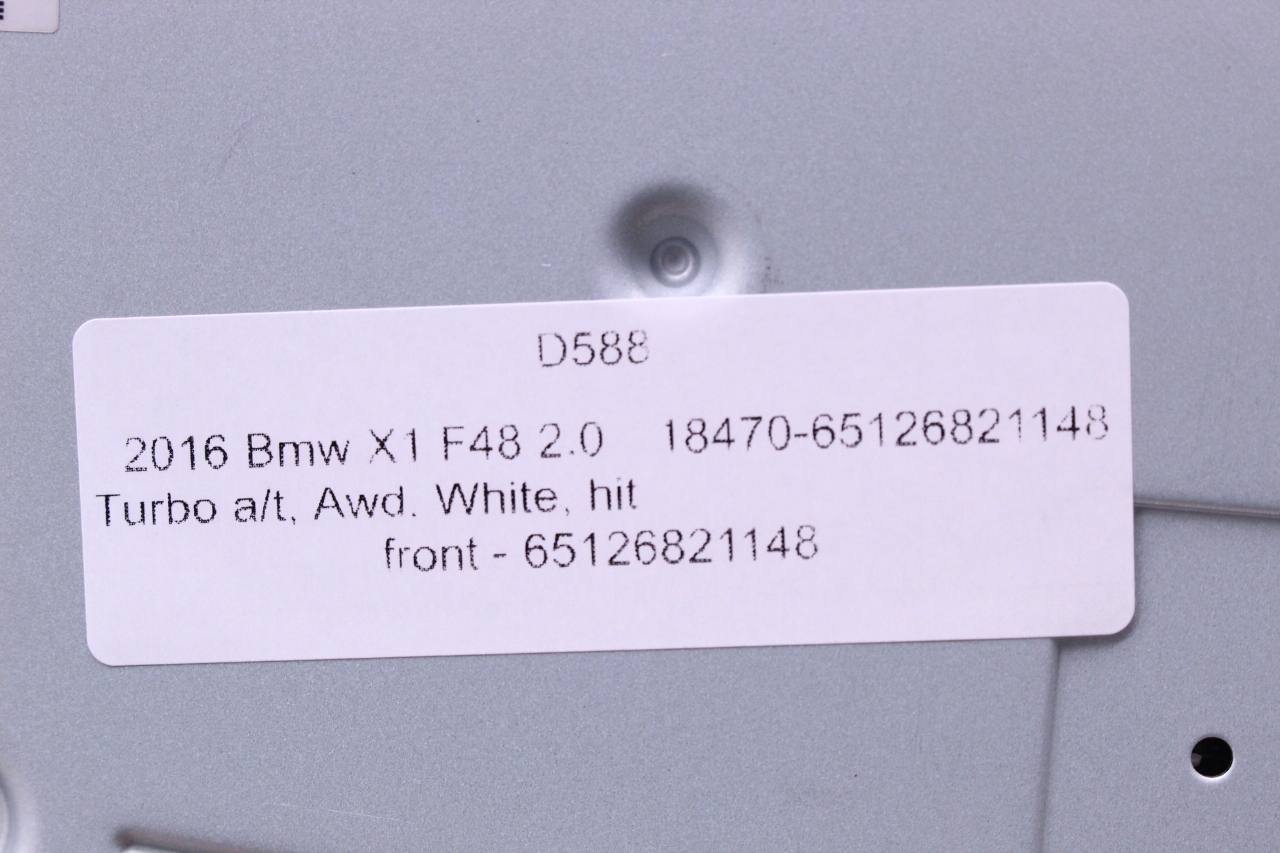 D588
2016 Bmw X1 F48 2.0 18470-65126821148
Turbo a/t, Awd. White, hit
front - 65126821148